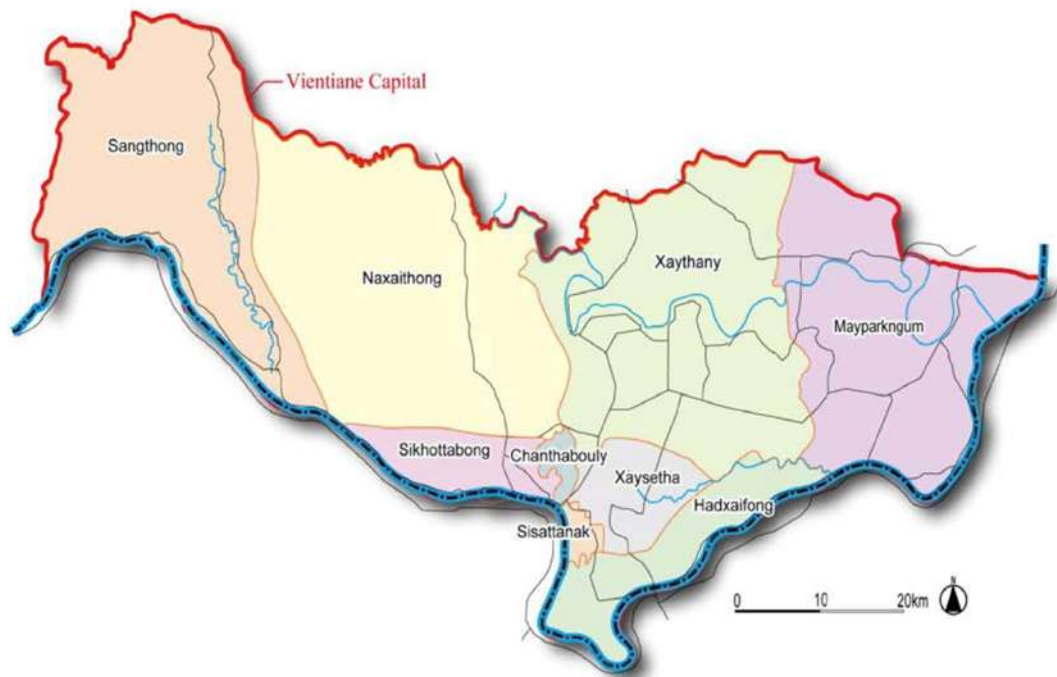 Vientiane Capital
Sangthong
Naxaithong
Xaythany
Mayparkngum
Sikhottabong
Chanthabouly
Xaysetha
Hadxaifong
Sisattanak
0 10 20km
N